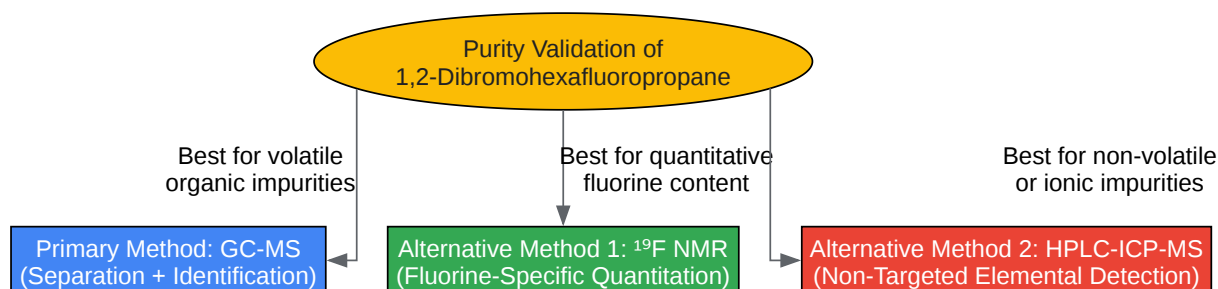 Purity Validation of
1,2-Dibromohexafluoropropane
Best for volatile
organic impurities
Best for quantitative
fluorine content
Best for non-volatile
or ionic impurities
Primary Method: GC-MS
(Separation + Identification)
Alternative Method 1: ¹⁹F NMR
(Fluorine-Specific Quantitation)
Alternative Method 2: HPLC-ICP-MS
(Non-Targeted Elemental Detection)